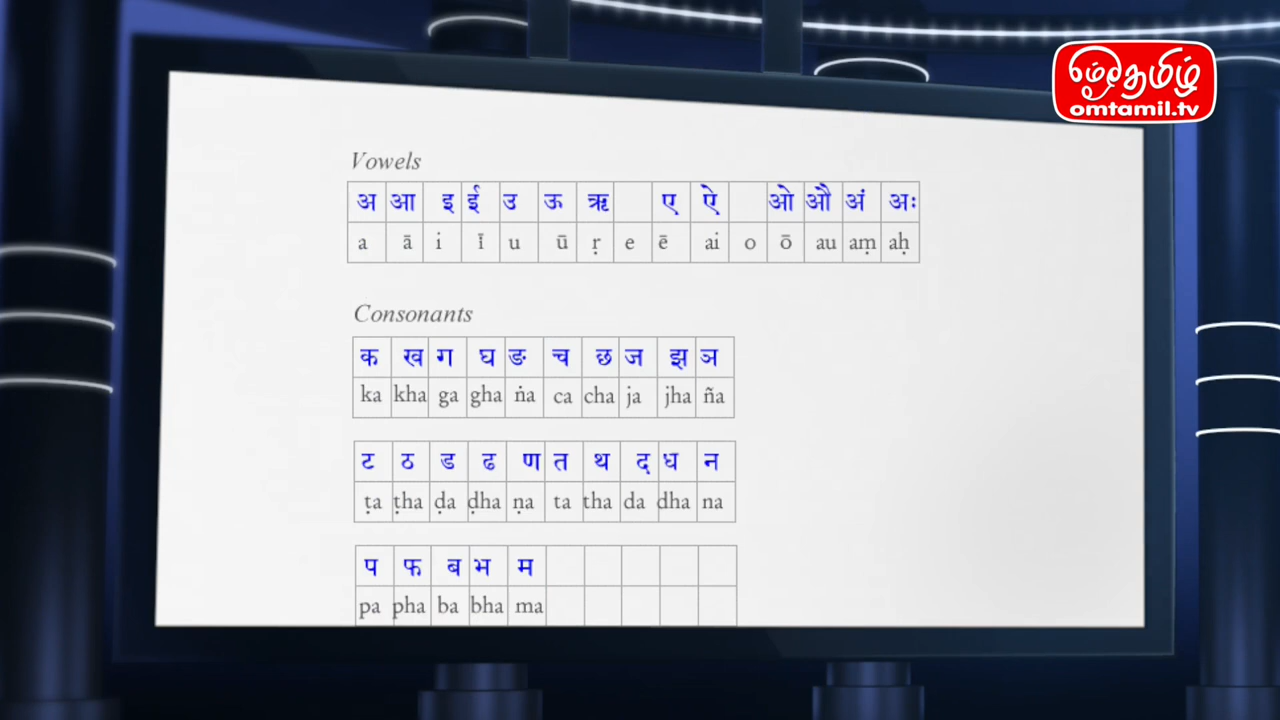 ஓம்தமிழ்
omtamil.tv
Vowels
अ आ इ ई उ ऊ ऋ ए ऐ ओ औ अं अः
a ā i ī u ū ṛ e ē ai o ō au aṃ aḥ
Consonants
क ख ग घ ङ च छ ज झ ञ
ka kha ga gha ṅa ca cha ja jha ña
ट ठ ड ढ ण त थ द ध न
ṭa ṭha ḍa ḍha ṇa ta tha da dha na
प फ ब भ म
pa pha ba bha ma